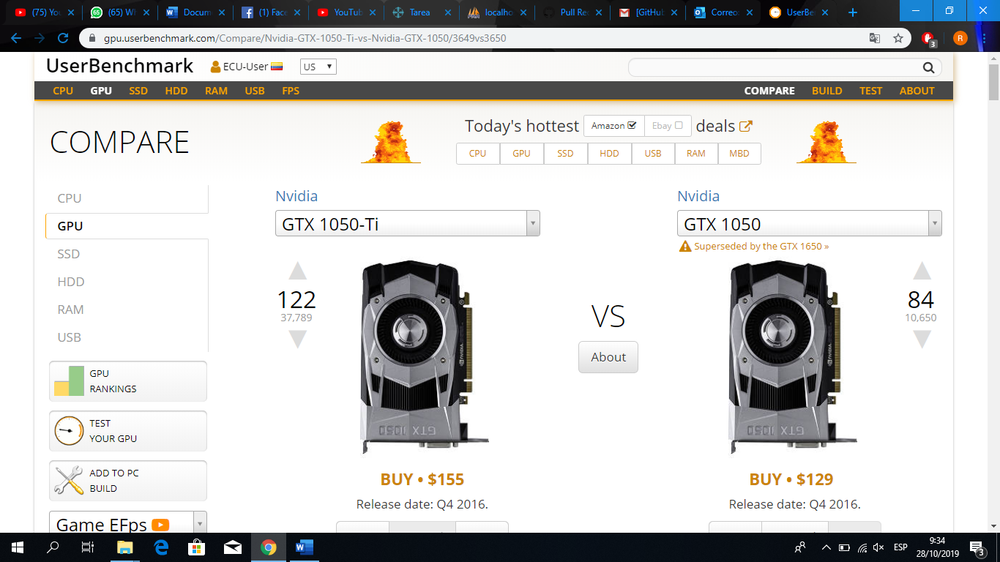 (75) You
(65) Wh
Docum
(1) Face
YouTub
Tarea
localho
Pull Rec
[GitHub
Correo
UserBe
gpu.userbenchmark.com/Compare/Nvidia-GTX-1050-Ti-vs-Nvidia-GTX-1050/3649vs3650
3
R
UserBenchmark
ECU-User
US
CPU GPU SSD HDD RAM USB FPS
COMPARE BUILD TEST ABOUT
COMPARE
Today's hottest Amazon Ebay deals
CPU GPU SSD HDD USB RAM MBD
CPU
GPU
SSD
HDD
RAM
USB
GPU
RANKINGS
TEST
YOUR GPU
ADD TO PC
BUILD
Game EFps
Nvidia
GTX 1050-Ti
122
37,789
NVIDIA
GTX 1050
BUY • $155
Release date: Q4 2016.
VS
About
Nvidia
GTX 1050
Superseded by the GTX 1650 »
84
10,650
NVIDIA
GTX 1050
BUY • $129
Release date: Q4 2016.
ESP
9:34
28/10/2019
3